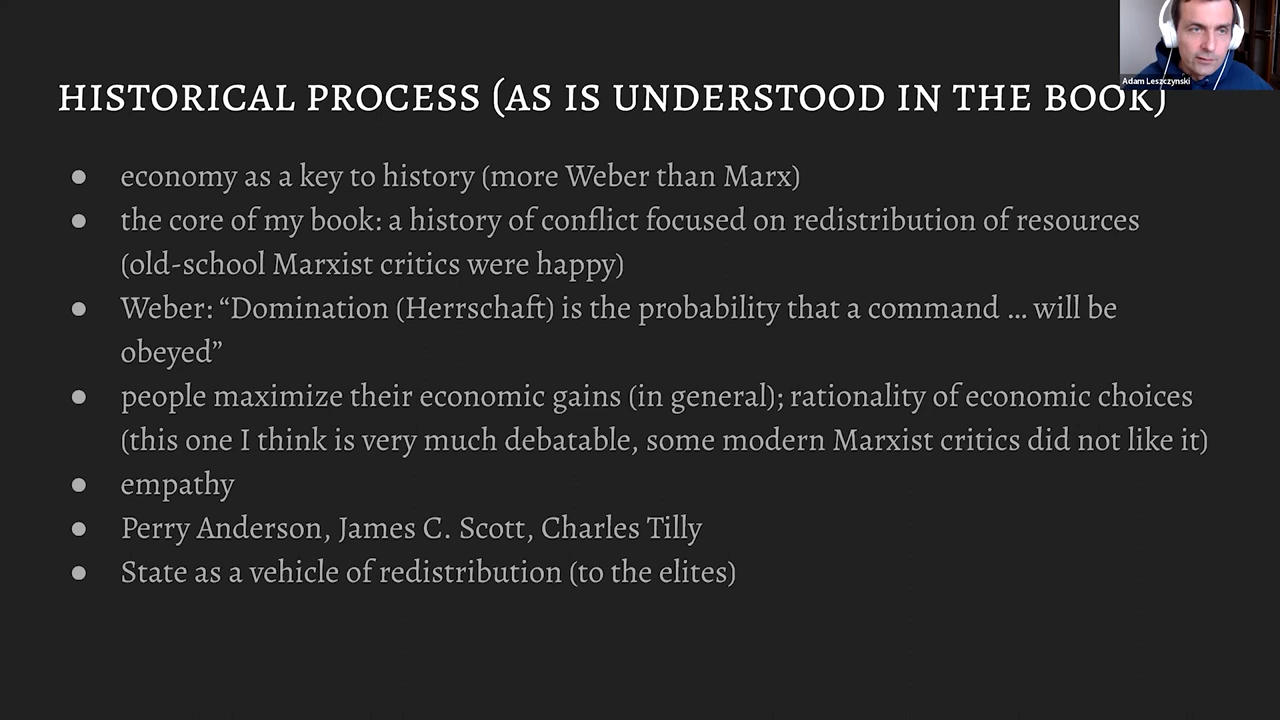 HISTORICAL PROCESS (AS IS UNDERSTOOD IN THE BOOK)
Adam Leszczynski
● economy as a key to history (more Weber than Marx)
● the core of my book: a history of conflict focused on redistribution of resources
(old-school Marxist critics were happy)
● Weber: “Domination (Herrschaft) is the probability that a command ... will be
obeyed”
● people maximize their economic gains (in general); rationality of economic choices
(this one I think is very much debatable, some modern Marxist critics did not like it)
● empathy
● Perry Anderson, James C. Scott, Charles Tilly
● State as a vehicle of redistribution (to the elites)